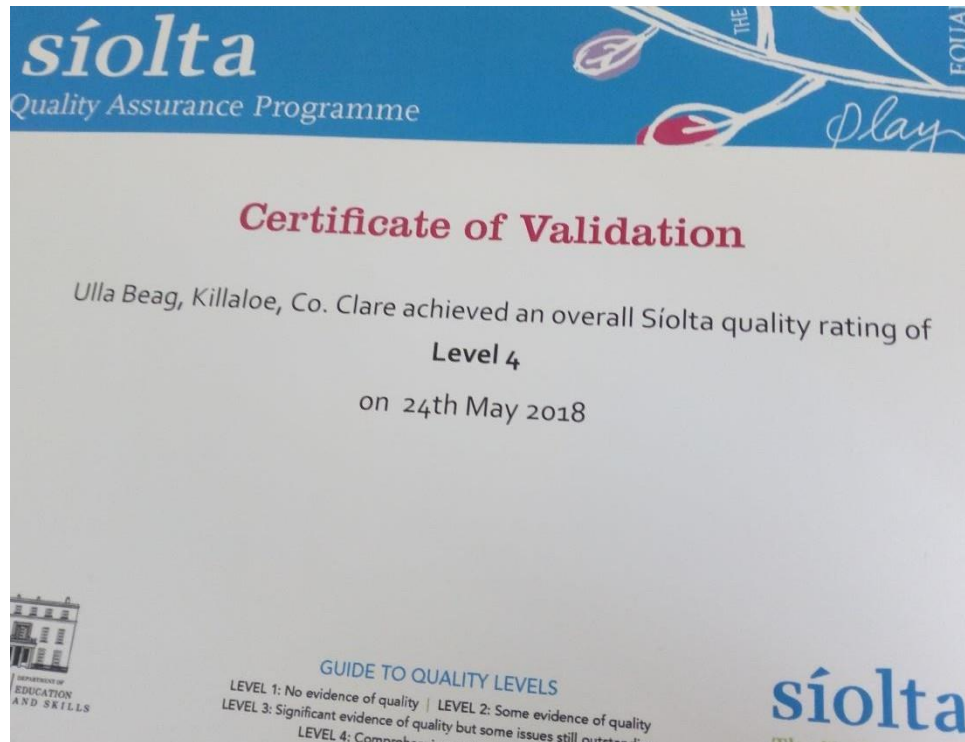 síolta
Quality Assurance Programme
THE
Play
Certificate of Validation
Ulla Beag, Killaloe, Co. Clare achieved an overall Síolta quality rating of
Level 4
on 24th May 2018
DEPARTMENT OF
EDUCATION
AND SKILLS
GUIDE TO QUALITY LEVELS
LEVEL 1: No evidence of quality | LEVEL 2: Some evidence of quality
LEVEL 3: Significant evidence of quality but some issues still
LEVEL 4:
síolta